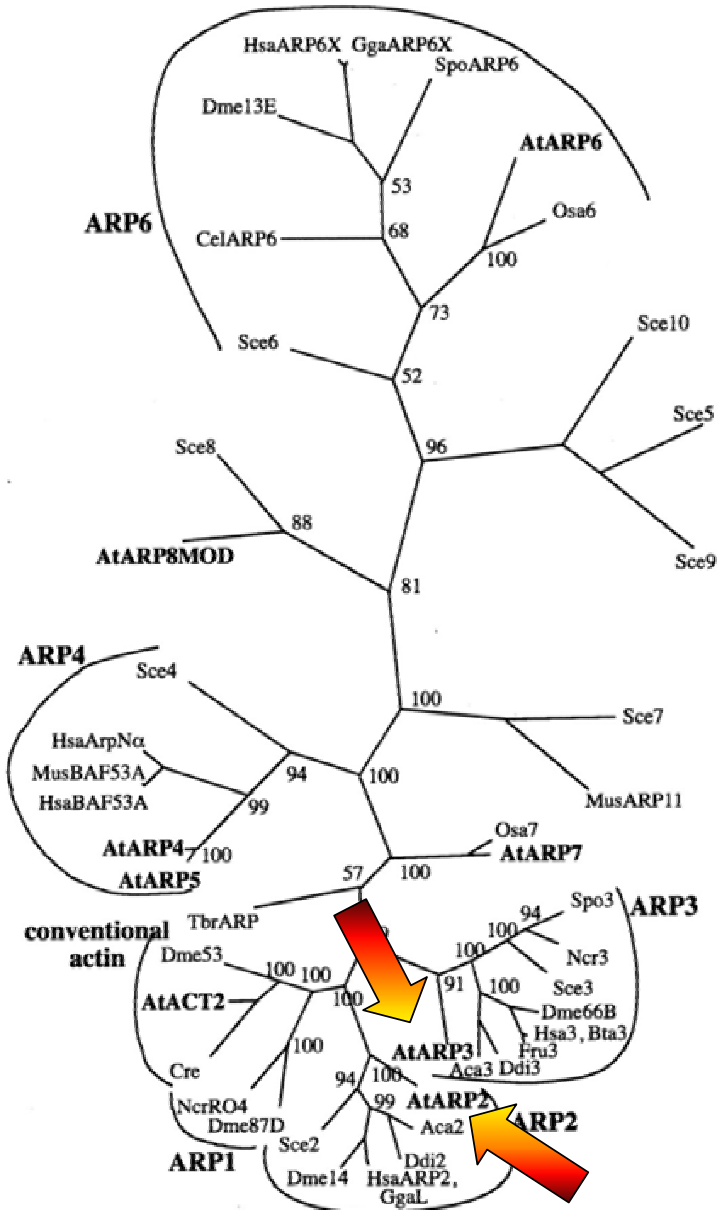 HsaARP6X GgaARP6X
SpoARP6
Dme13E
AtARP6
53
Osa6
ARP6
CelARP6
68
100
73
Sce10
Sce6
52
Sce5
Sce8
96
88
AtARP8MOD
Sce9
81
ARP4
Sce4
100
Sce7
HsaArpNα
MusBAF53A
94
100
HsaBAF53A
99
MusARP11
Osa7
AtARP4
100
AtARP7
AtARP5
57
100
Spo3
ARP3
TbrARP
94
conventional
actin
100
Ncr3
Dme53
100
100
100
Sce3
AtACT2
100
91
100
Dme66B
Hsa3, Bta3
100
AtARP3
Fru3
Cre
Aca3
Ddi3
94
100
AtARP2
NcrRO4
99
ARP2
Dme87D
Aca2
Sce2
ARP1
Ddi2
Dme14
HsaARP2,
GgaL